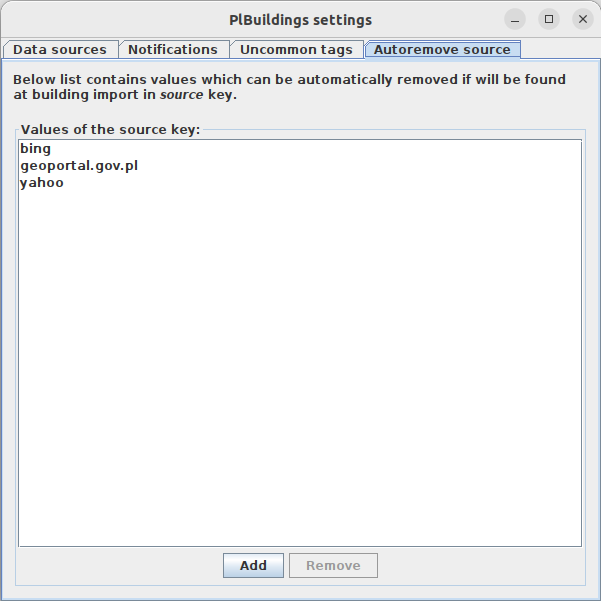 PlBuildings settings
Data sources Notifications Uncommon tags Autoremove source
Below list contains values which can be automatically removed if will be found
at building import in source key.
Values of the source key:
bing
geoportal.gov.pl
yahoo
Add Remove